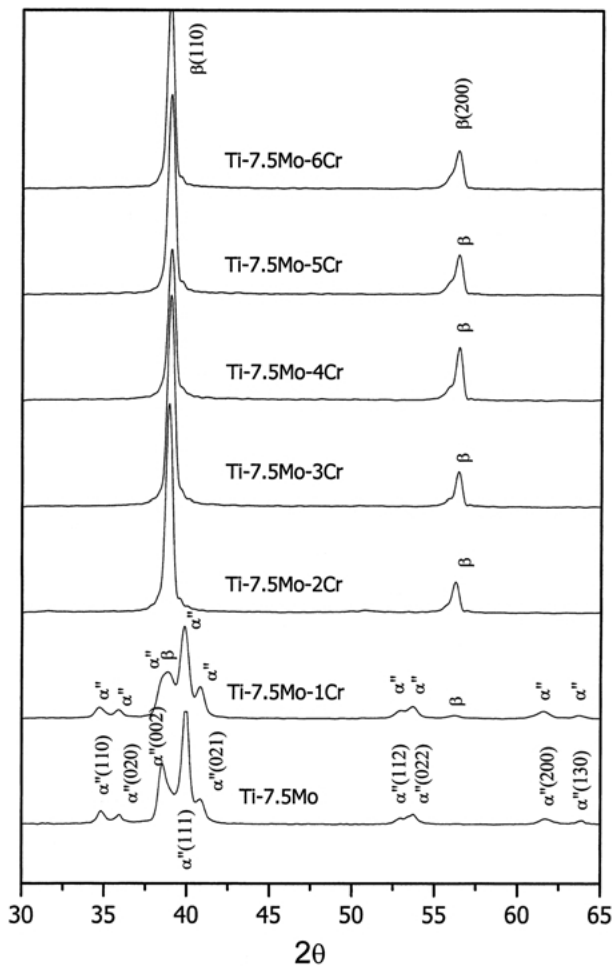 β(110)
β(200)
Ti-7.5Mo-6Cr
β
Ti-7.5Mo-5Cr
β
Ti-7.5Mo-4Cr
β
Ti-7.5Mo-3Cr
β
Ti-7.5Mo-2Cr
α"
α"
α"
α"
β
α"
Ti-7.5Mo-1Cr
α"
α"
β
α"
α"
α"(110)
α"(020)
α"(002)
α"(111)
α"(021)
Ti-7.5Mo
α"(112)
α"(022)
α"(200)
α"(130)
30 35 40 45 50 55 60 65
2θ